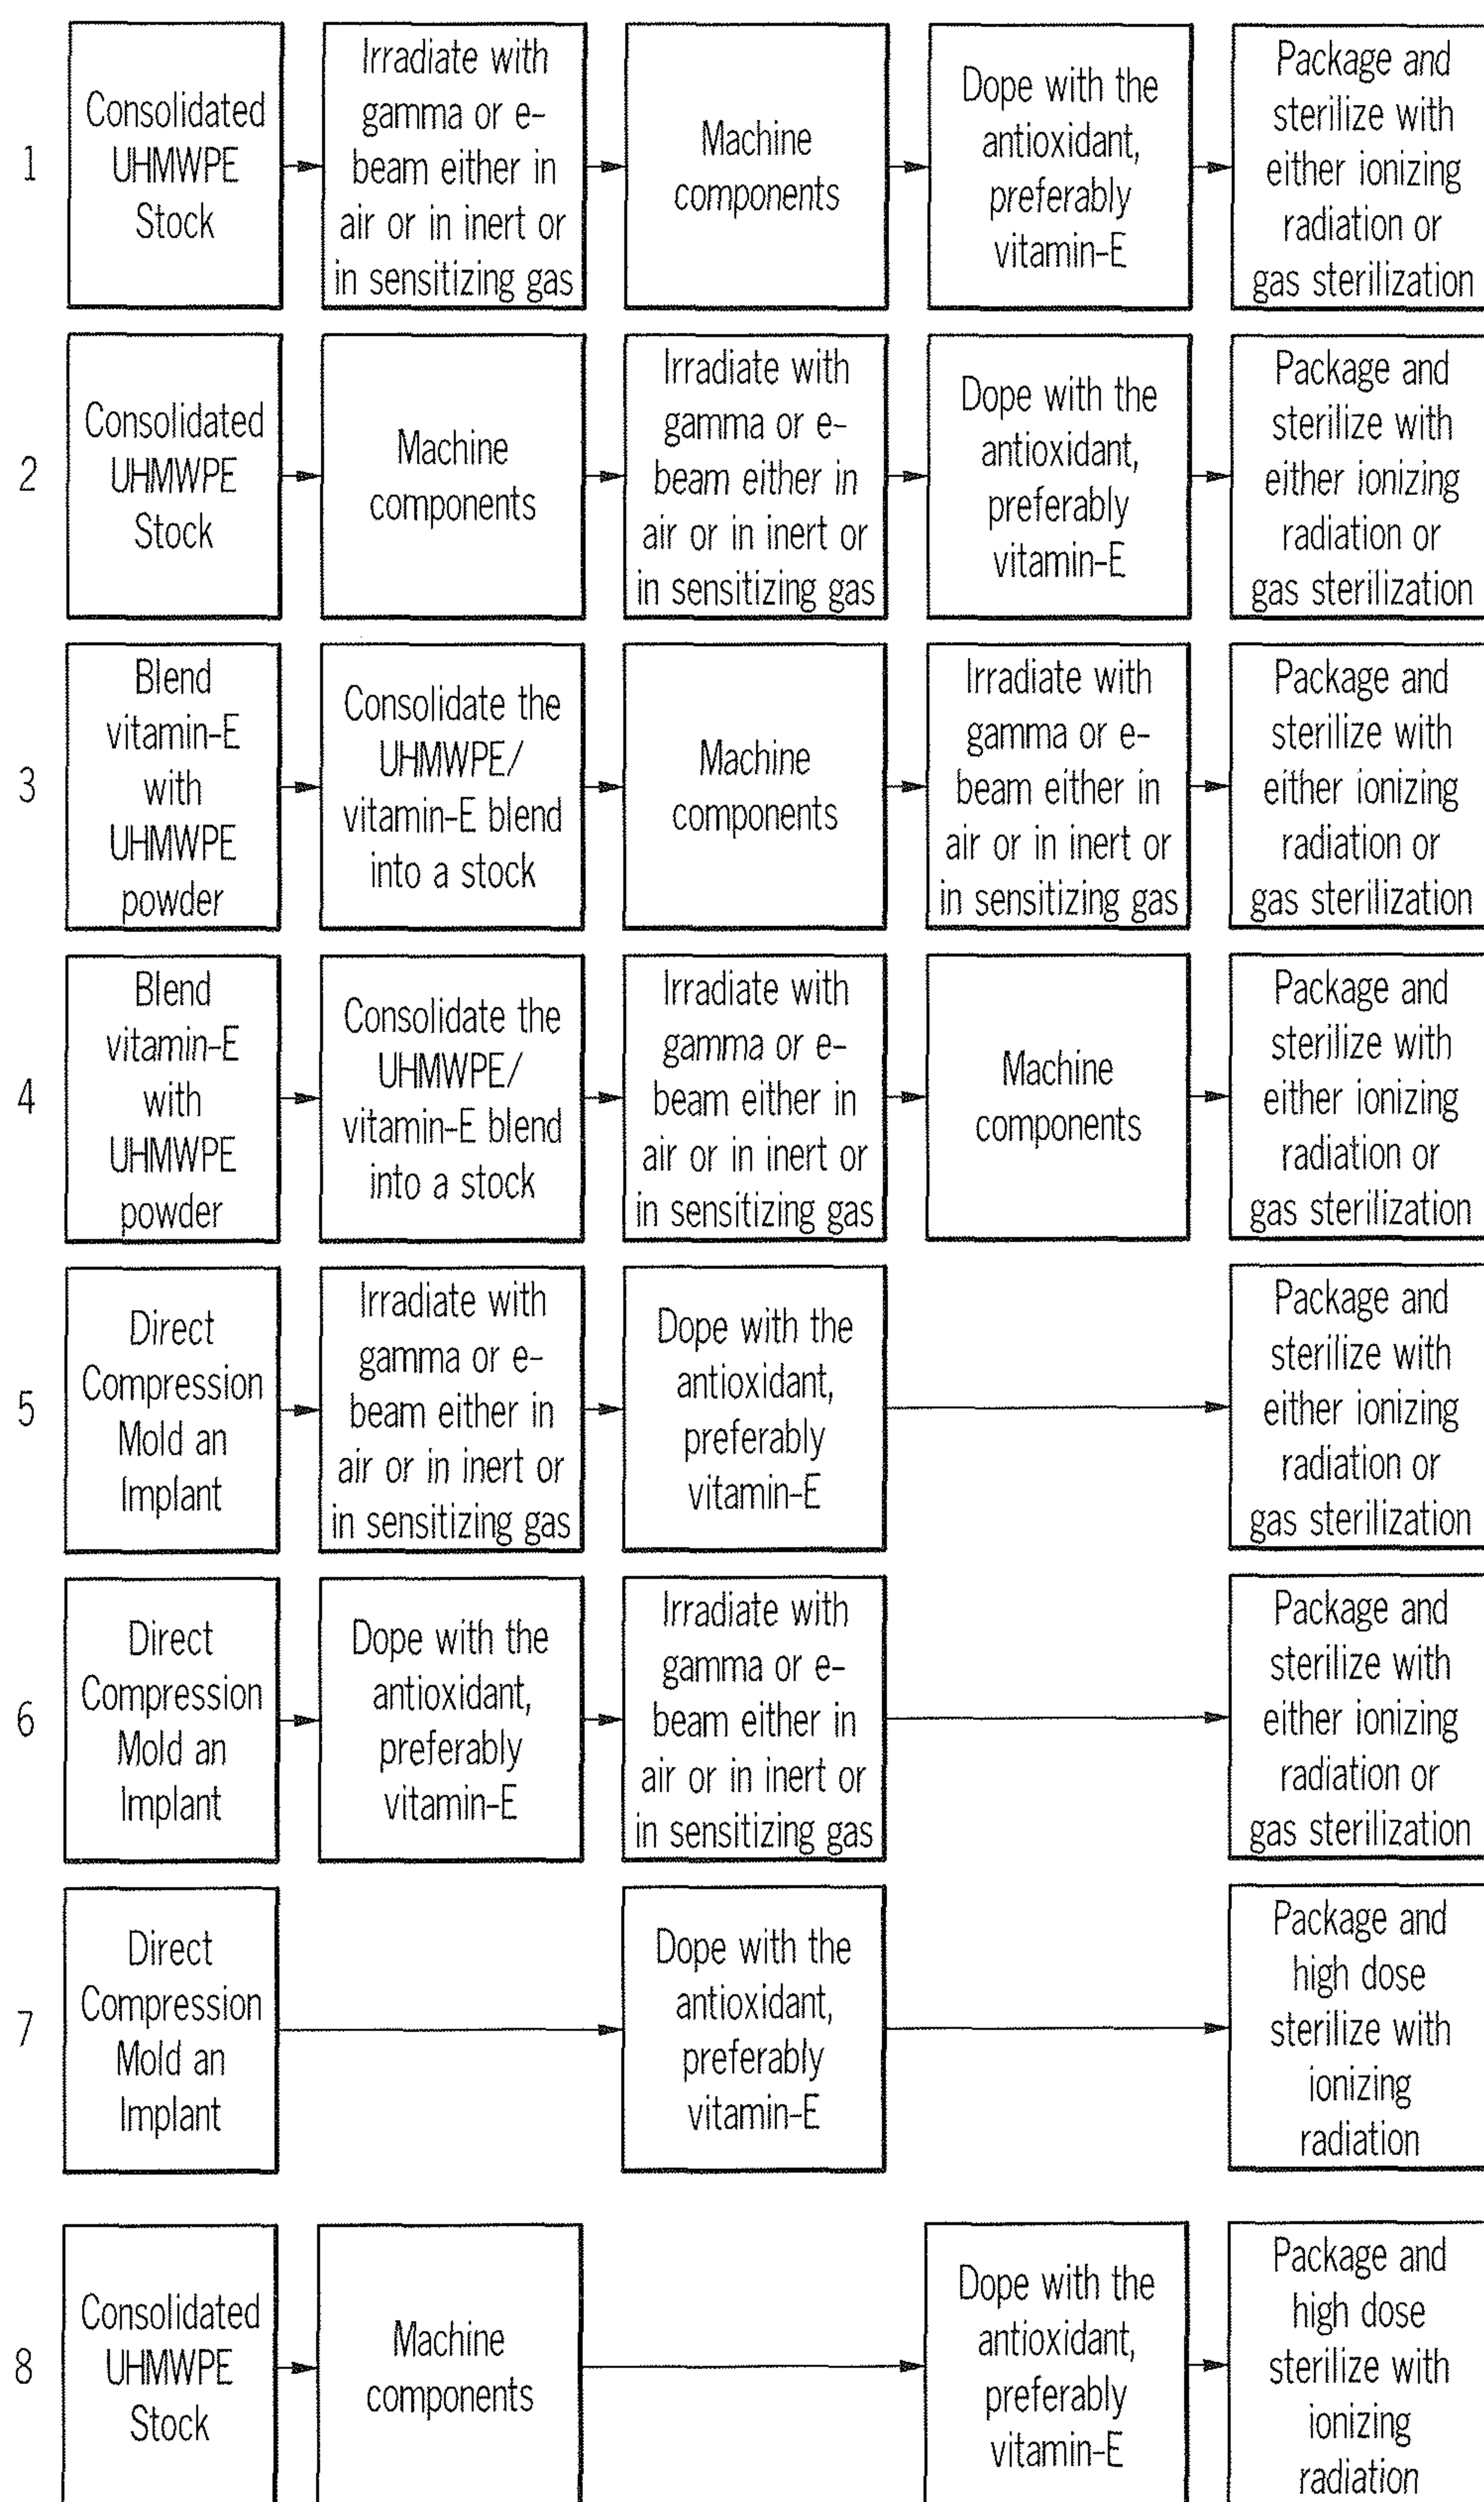 1
Consolidated
UHMWPE
Stock
Irradiate with
gamma or e-
beam either in
air or in inert or
in sensitizing gas
Machine
components
Dope with the
antioxidant,
preferably
vitamin-E
Package and
sterilize with
either ionizing
radiation or
gas sterilization
2
Consolidated
UHMWPE
Stock
Machine
components
Irradiate with
gamma or e-
beam either in
air or in inert or
in sensitizing gas
Dope with the
antioxidant,
preferably
vitamin-E
Package and
sterilize with
either ionizing
radiation or
gas sterilization
3
Blend
vitamin-E
with
UHMWPE
powder
Consolidate the
UHMWPE/
vitamin-E blend
into a stock
Machine
components
Irradiate with
gamma or e-
beam either in
air or in inert or
in sensitizing gas
Package and
sterilize with
either ionizing
radiation or
gas sterilization
4
Blend
vitamin-E
with
UHMWPE
powder
Consolidate the
UHMWPE/
vitamin-E blend
into a stock
Irradiate with
gamma or e-
beam either in
air or in inert or
in sensitizing gas
Machine
components
Package and
sterilize with
either ionizing
radiation or
gas sterilization
5
Direct
Compression
Mold an
Implant
Irradiate with
gamma or e-
beam either in
air or in inert or
in sensitizing gas
Dope with the
antioxidant,
preferably
vitamin-E
Package and
sterilize with
either ionizing
radiation or
gas sterilization
6
Direct
Compression
Mold an
Implant
Dope with the
antioxidant,
preferably
vitamin-E
Irradiate with
gamma or e-
beam either in
air or in inert or
in sensitizing gas
Package and
sterilize with
either ionizing
radiation or
gas sterilization
7
Direct
Compression
Mold an
Implant
Dope with the
antioxidant,
preferably
vitamin-E
Package and
high dose
sterilize with
ionizing
radiation
8
Consolidated
UHMWPE
Stock
Machine
components
Dope with the
antioxidant,
preferably
vitamin-E
Package and
high dose
sterilize with
ionizing
radiation